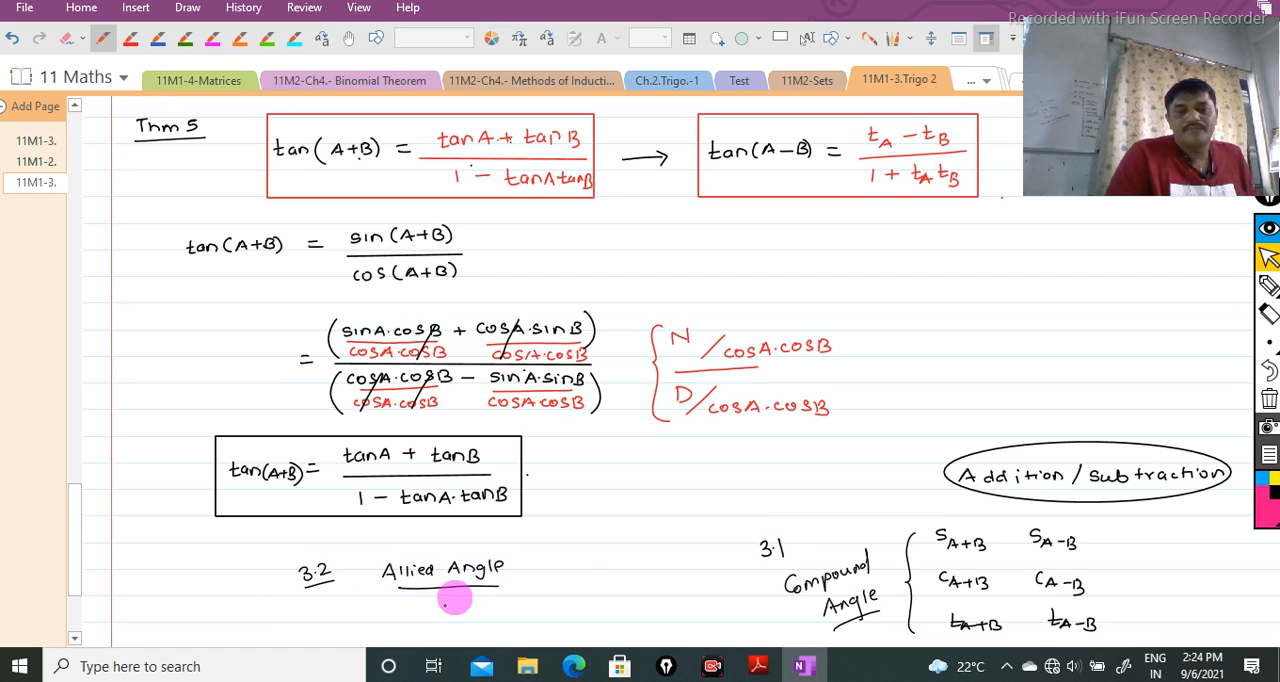 File Home Insert Draw History Review View Help
Recorded with iFun Screen Recorder
11 Maths
11M1-4-Matrices
11M2-Ch4.- Binomial Theorem
11M2-Ch4.- Methods of Inducti...
Ch.2.Trigo.-1
Test
11M2-Sets
11M1-3.Trigo 2
...
Add Page
11M1-3.
11M1-2.
11M1-3.
Thm 5
tan(A+B) = tanA + tanB / 1 - tanA tanB → tan(A-B) = tA - tB / 1 + tA tB
tan(A+B) = sin(A+B) / cos(A+B)
= (sinA·cosB / cosA·cosB + cosA·sinB / cosA·cosB) / (cosA·cosB / cosA·cosB - sinA·sinB / cosA cosB) { N/cosA·cosB / D/cosA·cosB
tan(A+B) = tanA + tanB / 1 - tanA·tanB .
Addition / Subtraction
3.2 Allied Angle
3.1 Compound Angle { SA+B SA-B
CA+B CA-B
tA+B tA-B
Type here to search
22°C
ENG
IN
2:24 PM
9/6/2021